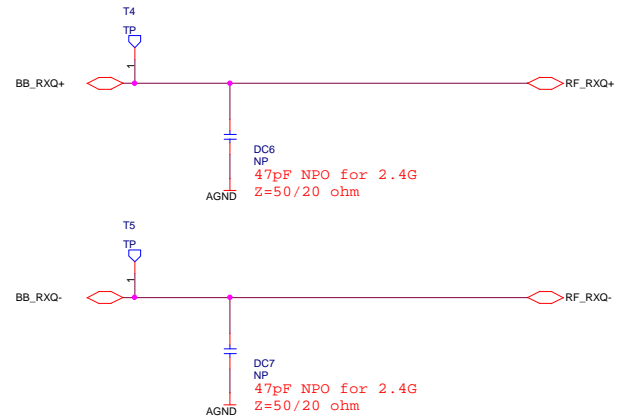 T4
TP
1
BB_RXQ+
RF_RXQ+
DC6
NP
47pF NPO for 2.4G
AGND
Z=50/20 ohm
T5
TP
1
BB_RXQ-
RF_RXQ-
DC7
NP
47pF NPO for 2.4G
AGND
Z=50/20 ohm